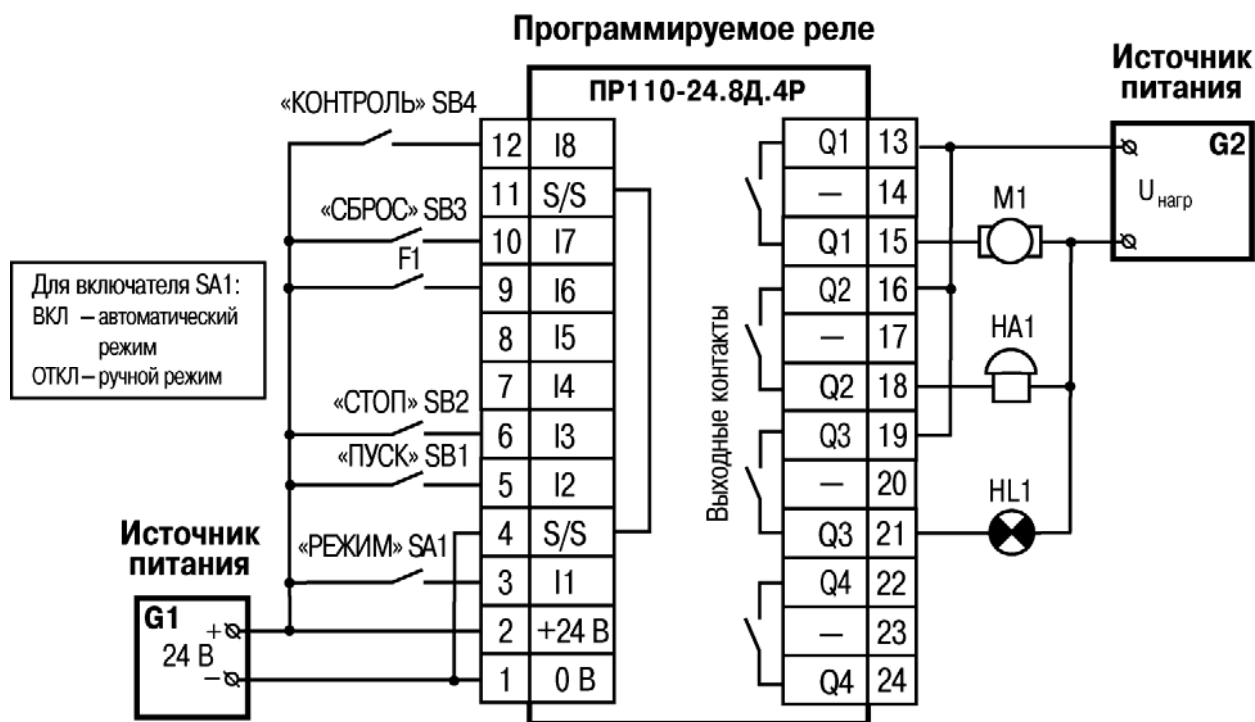 Программируемое реле
ПР110-24.8Д.4Р
Источник
питания
G2
U нагр
«КОНТРОЛЬ» SB4
12 I8
11 S/S
«СБРОС» SB3
10 I7
F1
9 I6
8 I5
7 I4
«СТОП» SB2
6 I3
«ПУСК» SB1
5 I2
4 S/S
«РЕЖИМ» SA1
3 I1
2 +24 В
1 0 В
Для включателя SA1:
ВКЛ – автоматический
режим
ОТКЛ – ручной режим
Источник
питания
G1
+
24 В
–
Выходные контакты
Q1 13
– 14
Q1 15
M1
Q2 16
– 17
HA1
Q2 18
Q3 19
– 20
HL1
Q3 21
Q4 22
– 23
Q4 24